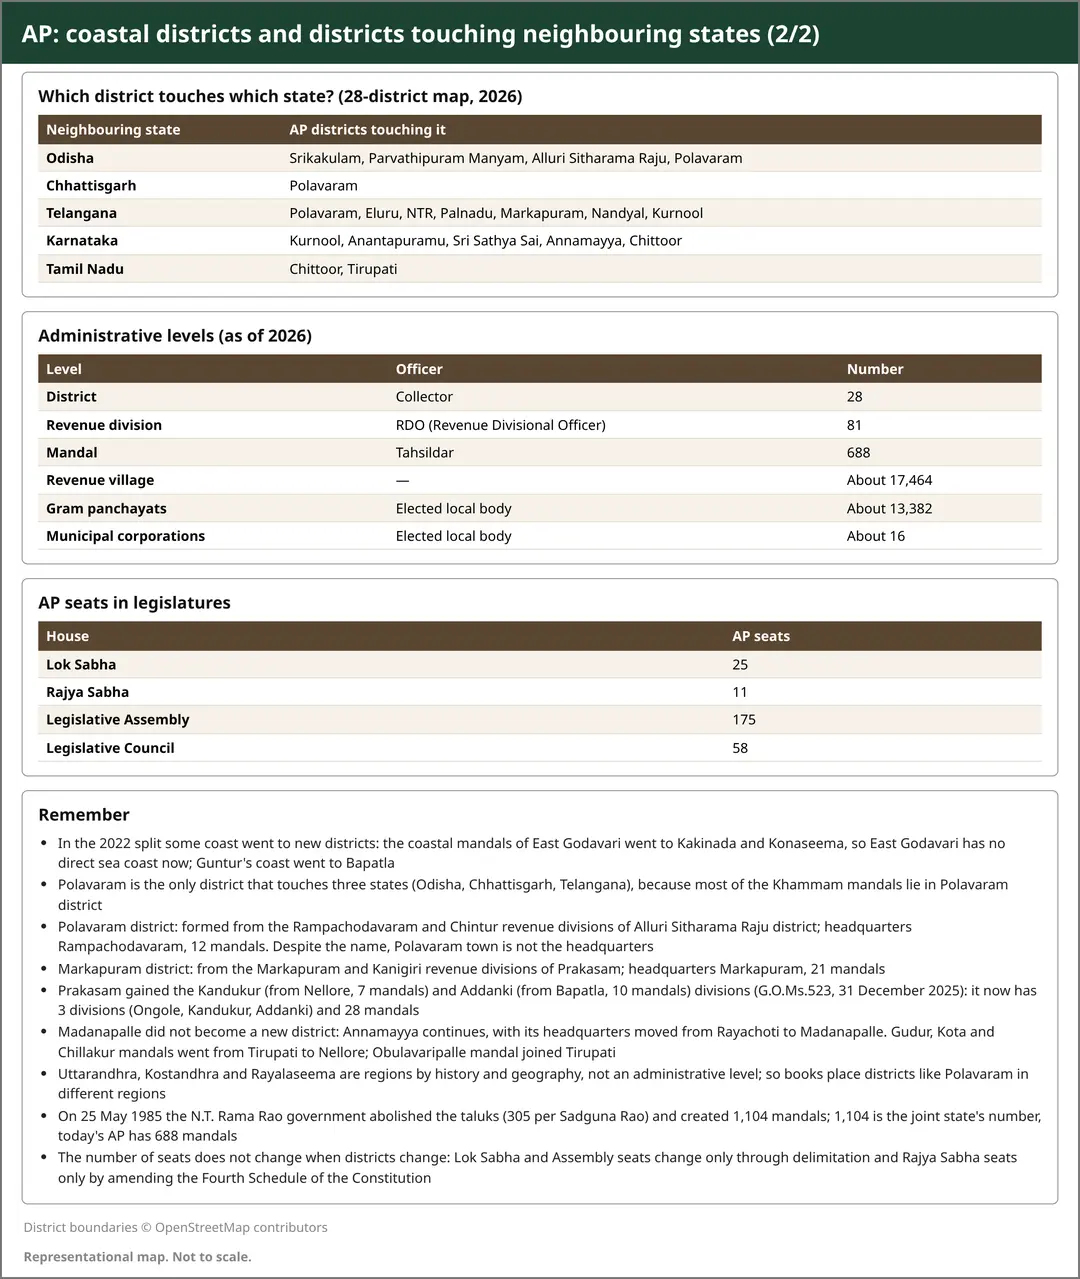 AP: coastal districts and districts touching neighbouring states (2/2)
Which district touches which state? (28-district map, 2026)
Neighbouring state AP districts touching it
Odisha Srikakulam, Parvathipuram Manyam, Alluri Sitharama Raju, Polavaram
Chhattisgarh Polavaram
Telangana Polavaram, Eluru, NTR, Palnadu, Markapuram, Nandyal, Kurnool
Karnataka Kurnool, Anantapuramu, Sri Sathya Sai, Annamayya, Chittoor
Tamil Nadu Chittoor, Tirupati
Administrative levels (as of 2026)
Level Officer Number
District Collector 28
Revenue division RDO (Revenue Divisional Officer) 81
Mandal Tahsildar 688
Revenue village — About 17,464
Gram panchayats Elected local body About 13,382
Municipal corporations Elected local body About 16
AP seats in legislatures
House AP seats
Lok Sabha 25
Rajya Sabha 11
Legislative Assembly 175
Legislative Council 58
Remember
• In the 2022 split some coast went to new districts: the coastal mandals of East Godavari went to Kakinada and Konaseema, so East Godavari has no
direct sea coast now; Guntur's coast went to Bapatla
• Polavaram is the only district that touches three states (Odisha, Chhattisgarh, Telangana), because most of the Khammam mandals lie in Polavaram
district
• Polavaram district: formed from the Rampachodavaram and Chintur revenue divisions of Alluri Sitharama Raju district; headquarters
Rampachodavaram, 12 mandals. Despite the name, Polavaram town is not the headquarters
• Markapuram district: from the Markapuram and Kanigiri revenue divisions of Prakasam; headquarters Markapuram, 21 mandals
• Prakasam gained the Kandukur (from Nellore, 7 mandals) and Addanki (from Bapatla, 10 mandals) divisions (G.O.Ms.523, 31 December 2025): it now has
3 divisions (Ongole, Kandukur, Addanki) and 28 mandals
• Madanapalle did not become a new district: Annamayya continues, with its headquarters moved from Rayachoti to Madanapalle. Gudur, Kota and
Chillakur mandals went from Tirupati to Nellore; Obulavaripalle mandal joined Tirupati
• Uttarandhra, Kostandhra and Rayalaseema are regions by history and geography, not an administrative level; so books place districts like Polavaram in
different regions
• On 25 May 1985 the N.T. Rama Rao government abolished the taluks (305 per Sadguna Rao) and created 1,104 mandals; 1,104 is the joint state's number,
today's AP has 688 mandals
• The number of seats does not change when districts change: Lok Sabha and Assembly seats change only through delimitation and Rajya Sabha seats
only by amending the Fourth Schedule of the Constitution
District boundaries © OpenStreetMap contributors
Representational map. Not to scale.